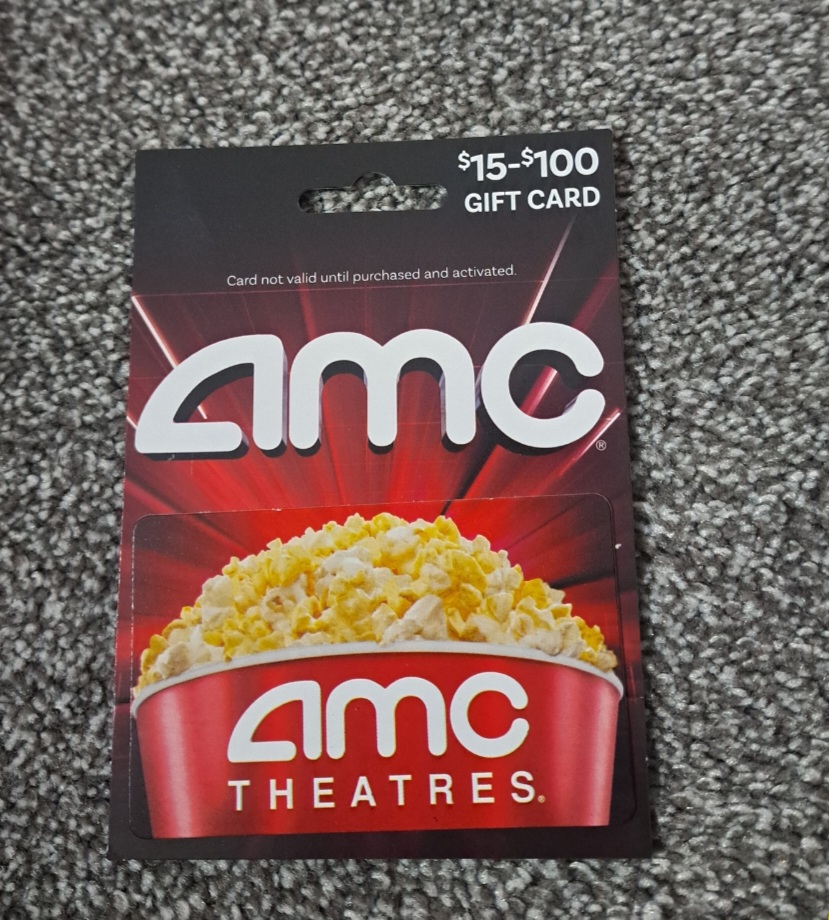 $15-$100
GIFT CARD
Card not valid until purchased and activated.
amc®
amc
THEATRES®